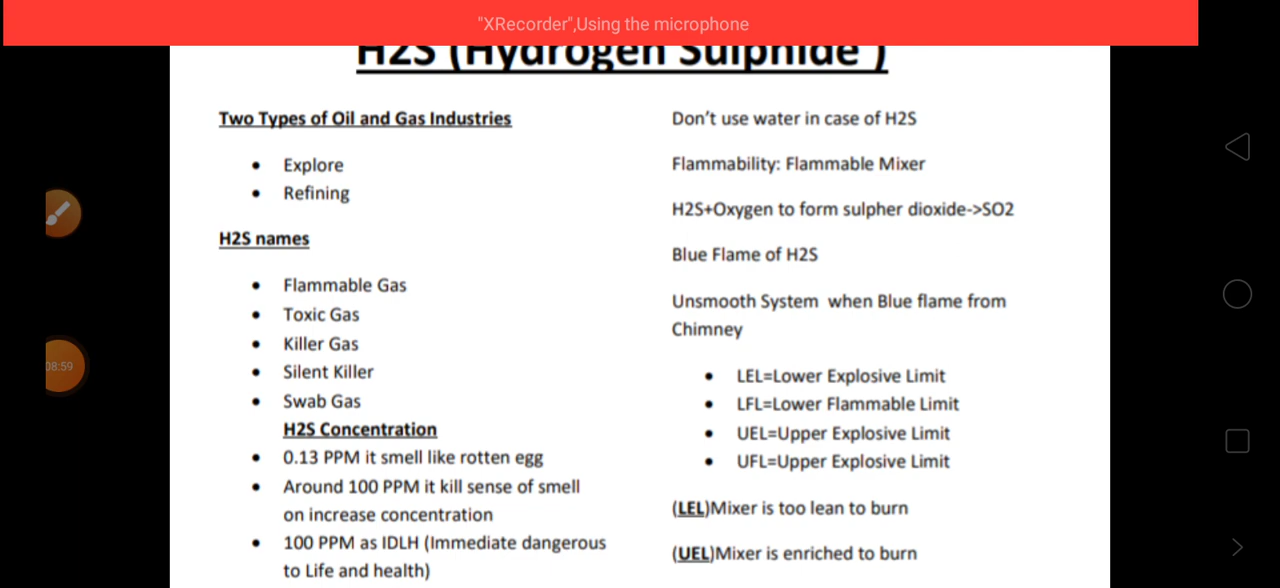 "XRecorder",Using the microphone
H2S (Hydrogen Sulphide )
Two Types of Oil and Gas Industries
• Explore
• Refining
H2S names
• Flammable Gas
• Toxic Gas
• Killer Gas
• Silent Killer
• Swab Gas
H2S Concentration
• 0.13 PPM it smell like rotten egg
• Around 100 PPM it kill sense of smell
on increase concentration
• 100 PPM as IDLH (Immediate dangerous
to Life and health)
Don't use water in case of H2S
Flammability: Flammable Mixer
H2S+Oxygen to form sulpher dioxide->SO2
Blue Flame of H2S
Unsmooth System when Blue flame from
Chimney
• LEL=Lower Explosive Limit
• LFL=Lower Flammable Limit
• UEL=Upper Explosive Limit
• UFL=Upper Explosive Limit
(LEL)Mixer is too lean to burn
(UEL)Mixer is enriched to burn
08:59